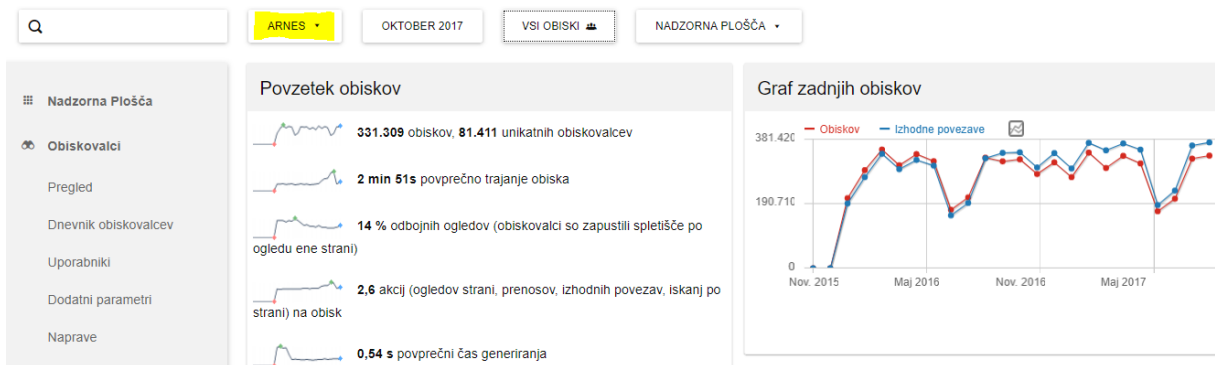 ARNES
OKTOBER 2017
VSI OBISKI
NADZORNA PLOŠČA
Nadzorna Plošča
Obiskovalci
Pregled
Dnevnik obiskovalcev
Uporabniki
Dodatni parametri
Naprave
Povzetek obiskov
331.309 obiskov, 81.411 unikatnih obiskovalcev
2 min 51s povprečno trajanje obiska
14 % odbojnih ogledov (obiskovalci so zapustili spletišče po
ogledu ene strani)
2,6 akcij (ogledov strani, prenosov, izhodnih povezav, iskanj po
strani) na obisk
0,54 s povprečni čas generiranja
Graf zadnjih obiskov
Obiskov
Izhodne povezave
381.420
190.710
0
Nov. 2015
Maj 2016
Nov. 2016
Maj 2017